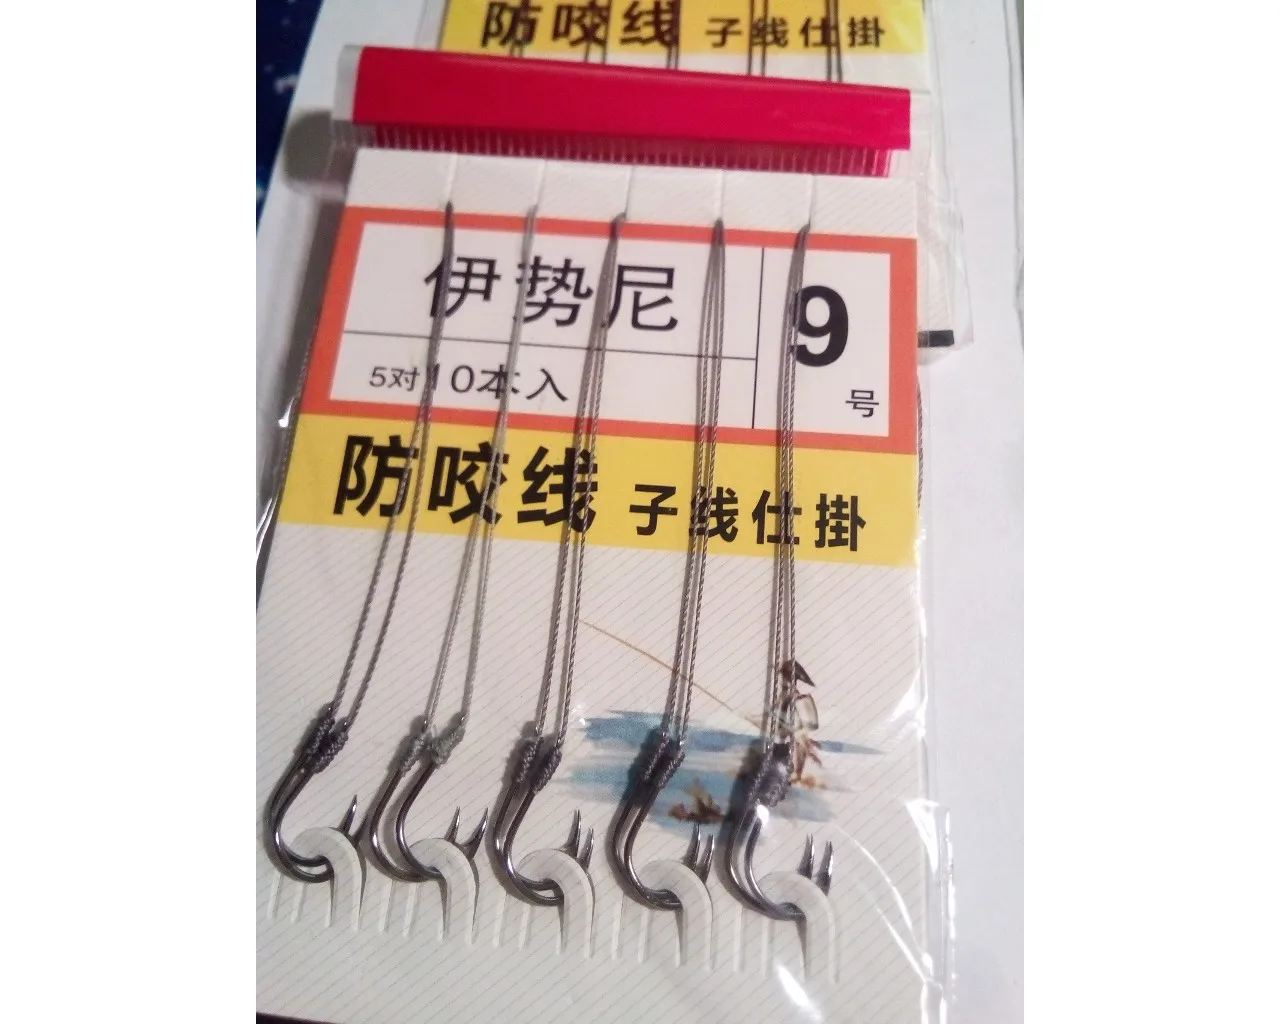 防咬线 子线仕掛
伊势尼
9
5对10本入
号
防咬线 子线仕掛